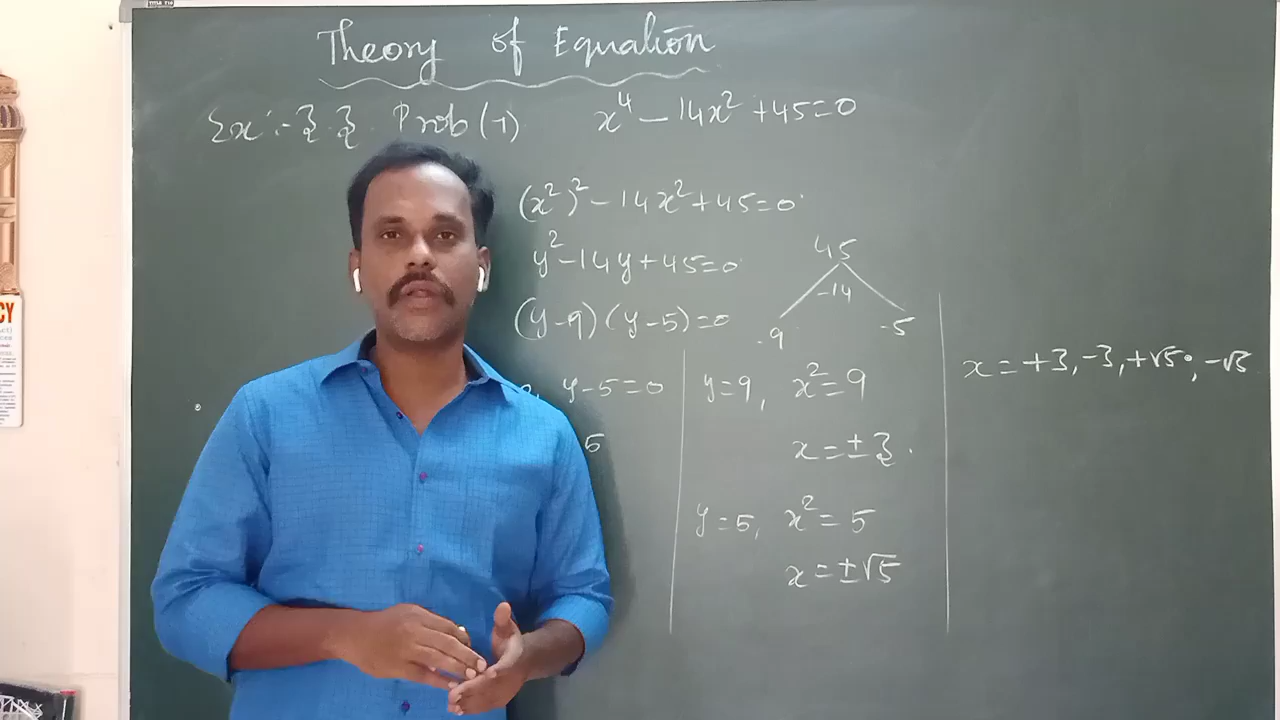 Theory of Equation
Ex:- 3.3. Prob (1) x⁴ – 14x² + 45 = 0
(x²)² – 14x² + 45 = 0
y² – 14y + 45 = 0
(y–9)(y–5) = 0
, y–5 = 0
5
45
-14
-9 -5
y = 9, x² = 9
x = ±3.
y = 5, x² = 5
x = ±√5
x = +3, -3, +√5, -√5
CY